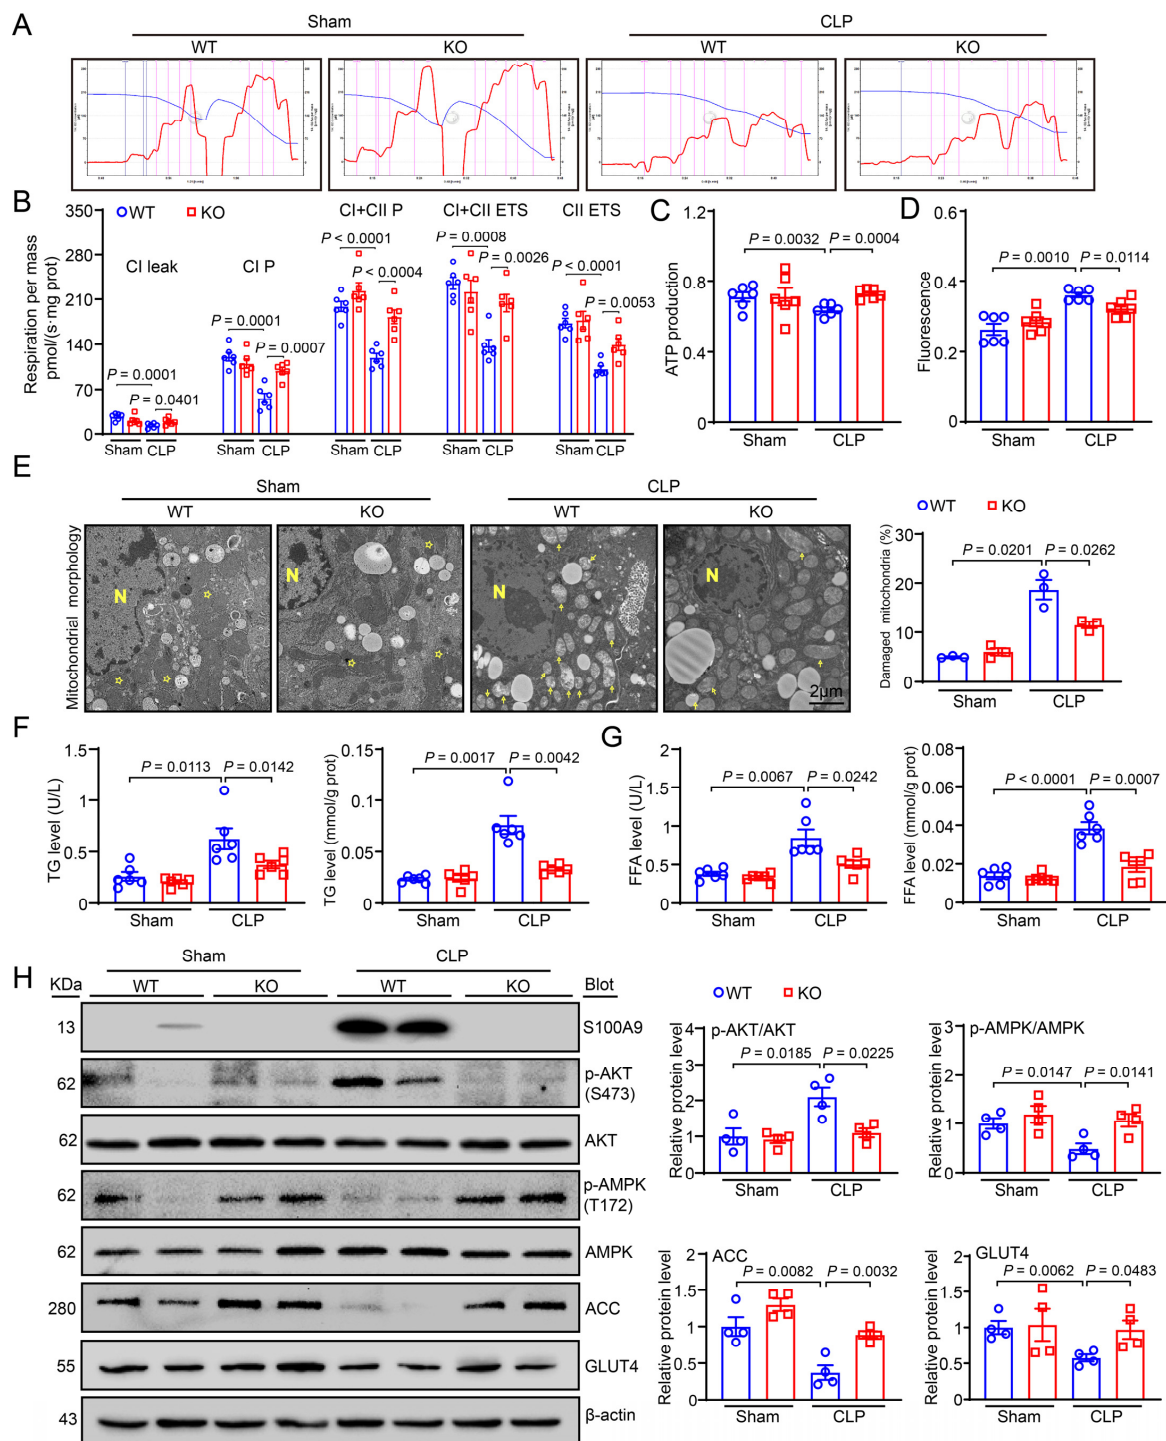 A
Sham
CLP
WT
KO
WT
KO
B
350
280
210
140
70
0
Respiration per mass
pmol/(s·mg prot)
WT
KO
CI leak
CI P
CI+CII P
CI+CII ETS
CII ETS
P = 0.0001
P = 0.0401
P = 0.0001
P = 0.0007
P < 0.0001
P < 0.0004
P = 0.0008
P = 0.0026
P < 0.0001
P = 0.0053
Sham CLP
Sham CLP
Sham CLP
Sham CLP
Sham CLP
C
ATP production
1.2
0.8
0.4
0
P = 0.0032
P = 0.0004
Sham
CLP
D
Fluorescence
0.6
0.4
0.2
0
P = 0.0010
P = 0.0114
Sham
CLP
E
Sham
CLP
WT
KO
WT
KO
Mitochondrial morphology
N
N
N
N
2μm
WT
KO
Damaged mitochondria (%)
30
20
10
0
P = 0.0201
P = 0.0262
Sham
CLP
F
TG level (U/L)
1.5
1.0
0.5
0
P = 0.0113
P = 0.0142
Sham
CLP
TG level (mmol/g prot)
0.15
0.1
0.05
0
P = 0.0017
P = 0.0042
Sham
CLP
G
FFA level (U/L)
2
1.5
1
0.5
0
P = 0.0067
P = 0.0242
Sham
CLP
FFA level (mmol/g prot)
0.08
0.06
0.04
0.02
0
P < 0.0001
P = 0.0007
Sham
CLP
H
Sham
CLP
KDa
WT
KO
WT
KO
Blot
13
S100A9
62
p-AKT
(S473)
62
AKT
62
p-AMPK
(T172)
62
AMPK
280
ACC
55
GLUT4
43
β-actin
WT
KO
p-AKT/AKT
Relative protein level
4
3
2
1
0
P = 0.0185
P = 0.0225
Sham
CLP
p-AMPK/AMPK
Relative protein level
3
2
1
0
P = 0.0147
P = 0.0141
Sham
CLP
ACC
Relative protein level
2
1.5
1
0.5
0
P = 0.0082
P = 0.0032
Sham
CLP
GLUT4
Relative protein level
2
1.5
1
0.5
0
P = 0.0062
P = 0.0483
Sham
CLP